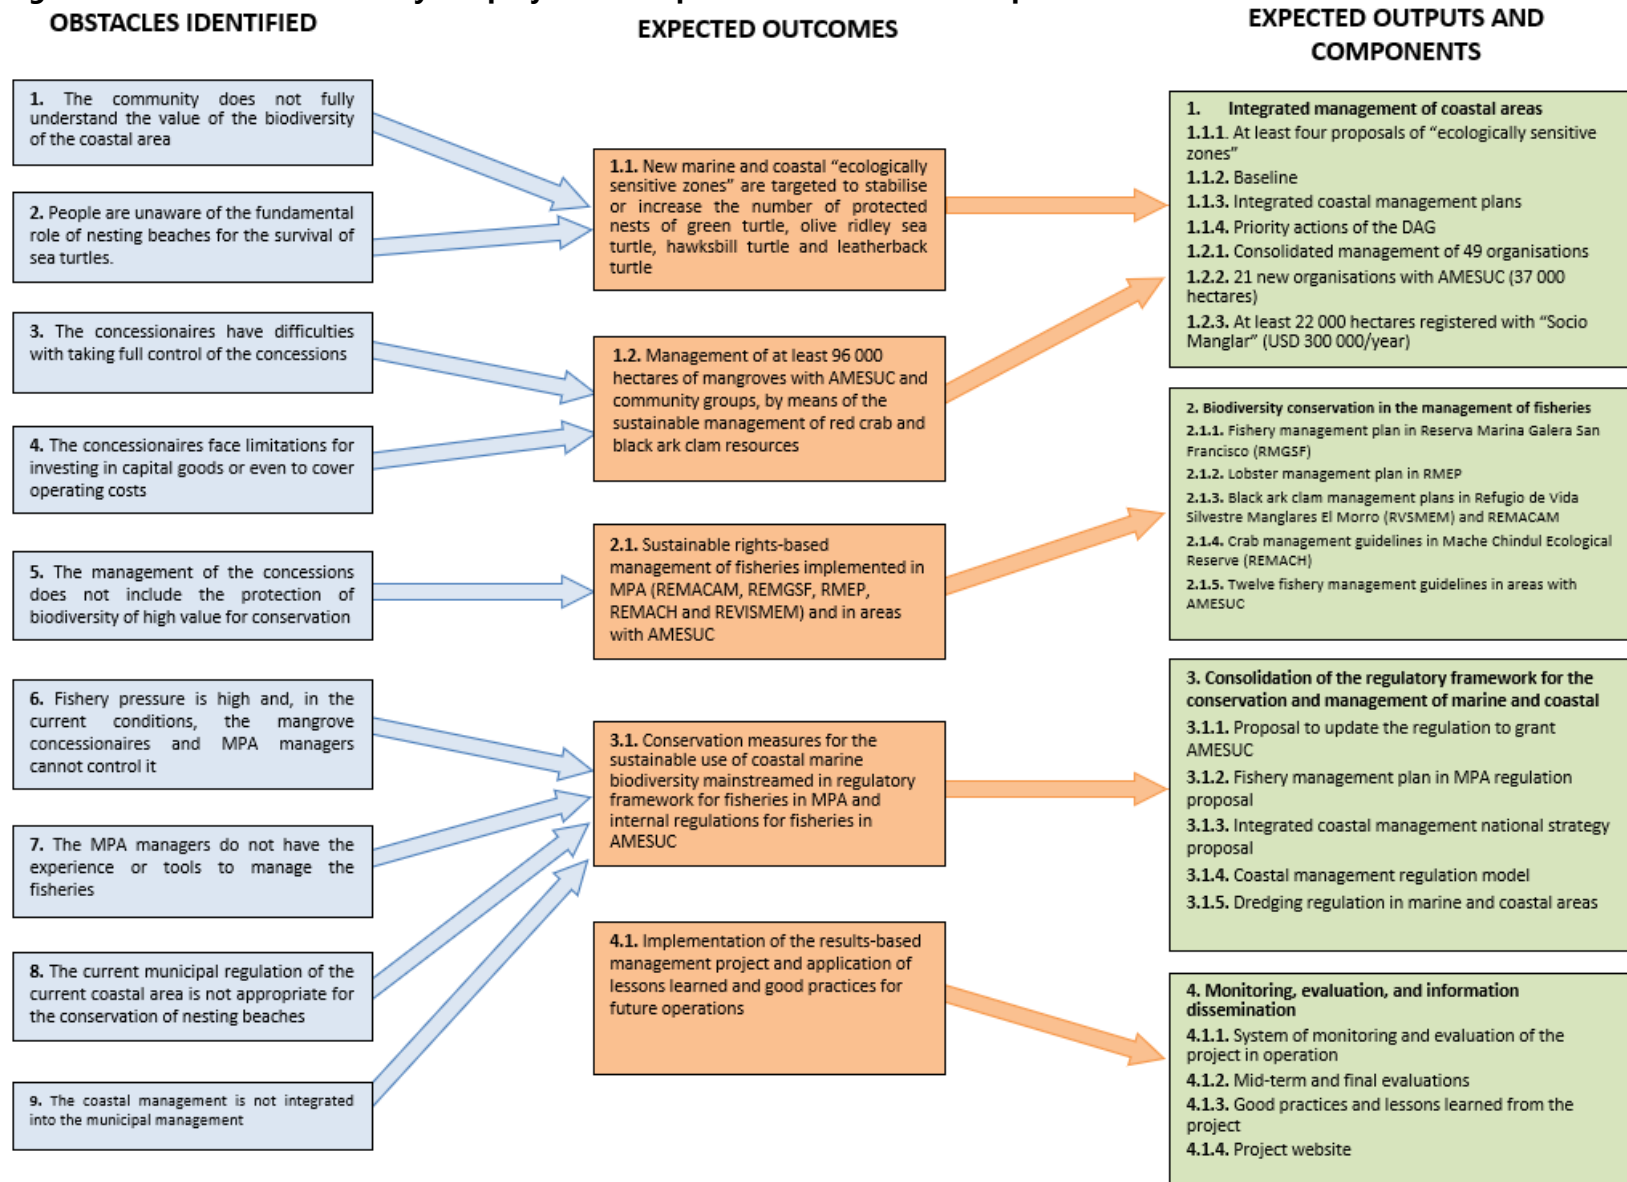 OBSTACLES IDENTIFIED
1. The community does not fully
understand the value of the biodiversity
of the coastal area
2. People are unaware of the fundamental
role of nesting beaches for the survival of
sea turtles.
3. The concessionaires have difficulties
with taking full control of the concessions
4. The concessionaires face limitations for
investing in capital goods or even to cover
operating costs
5. The management of the concessions
does not include the protection of
biodiversity of high value for conservation
6. Fishery pressure is high and, in the
current conditions, the mangrove
concessionaires and MPA managers
cannot control it
7. The MPA managers do not have the
experience or tools to manage the
fisheries
8. The current municipal regulation of the
current coastal area is not appropriate for
the conservation of nesting beaches
9. The coastal management is not integrated
into the municipal management
EXPECTED OUTCOMES
1.1. New marine and coastal “ecologically
sensitive zones” are targeted to stabilise
or increase the number of protected
nests of green turtle, olive ridley sea
turtle, hawksbill turtle and leatherback
turtle
1.2. Management of at least 96 000
hectares of mangroves with AMESUC and
community groups, by means of the
sustainable management of red crab and
black ark clam resources
2.1. Sustainable rights-based
management of fisheries implemented in
MPA (REMACAM, REMGSF, RMEP,
REMACH and REVISMEM) and in areas
with AMESUC
3.1. Conservation measures for the
sustainable use of coastal marine
biodiversity mainstreamed in regulatory
framework for fisheries in MPA and
internal regulations for fisheries in
AMESUC
4.1. Implementation of the results-based
management project and application of
lessons learned and good practices for
future operations
EXPECTED OUTPUTS AND
COMPONENTS
1. Integrated management of coastal areas
1.1.1. At least four proposals of “ecologically sensitive
zones”
1.1.2. Baseline
1.1.3. Integrated coastal management plans
1.1.4. Priority actions of the DAG
1.2.1. Consolidated management of 49 organisations
1.2.2. 21 new organisations with AMESUC (37 000
hectares)
1.2.3. At least 22 000 hectares registered with “Socio
Manglar” (USD 300 000/year)
2. Biodiversity conservation in the management of fisheries
2.1.1. Fishery management plan in Reserva Marina Galera San
Francisco (RMGSF)
2.1.2. Lobster management plan in RMEP
2.1.3. Black ark clam management plans in Refugio de Vida
Silvestre Manglares El Morro (RVSMEM) and REMACAM
2.1.4. Crab management guidelines in Mache Chindul Ecological
Reserve (REMACH)
2.1.5. Twelve fishery management guidelines in areas with
AMESUC
3. Consolidation of the regulatory framework for the
conservation and management of marine and coastal
3.1.1. Proposal to update the regulation to grant
AMESUC
3.1.2. Fishery management plan in MPA regulation
proposal
3.1.3. Integrated coastal management national strategy
proposal
3.1.4. Coastal management regulation model
3.1.5. Dredging regulation in marine and coastal areas
4. Monitoring, evaluation, and information
dissemination
4.1.1. System of monitoring and evaluation of the
project in operation
4.1.2. Mid-term and final evaluations
4.1.3. Good practices and lessons learned from the
project
4.1.4. Project website